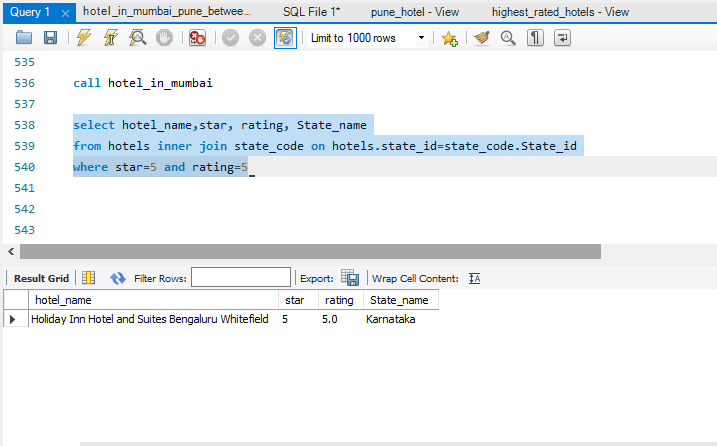 Query 1 hotel_in_mumbai_pune_betwee... SQL File 1* pune_hotel - View highest_rated_hotels - View
Limit to 1000 rows
535
536 call hotel_in_mumbai
537
538 select hotel_name,star, rating, State_name
539 from hotels inner join state_code on hotels.state_id=state_code.State_id
540 where star=5 and rating=5
541
542
543
Result Grid Filter Rows: Export: Wrap Cell Content:
hotel_name star rating State_name
Holiday Inn Hotel and Suites Bengaluru Whitefield 5 5.0 Karnataka